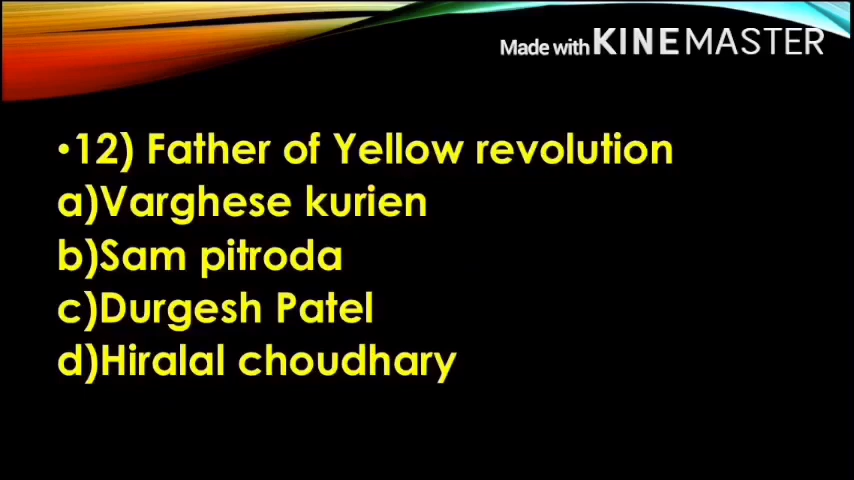 Made with KINEMASTER
•12) Father of Yellow revolution
a)Varghese kurien
b)Sam pitroda
c)Durgesh Patel
d)Hiralal choudhary